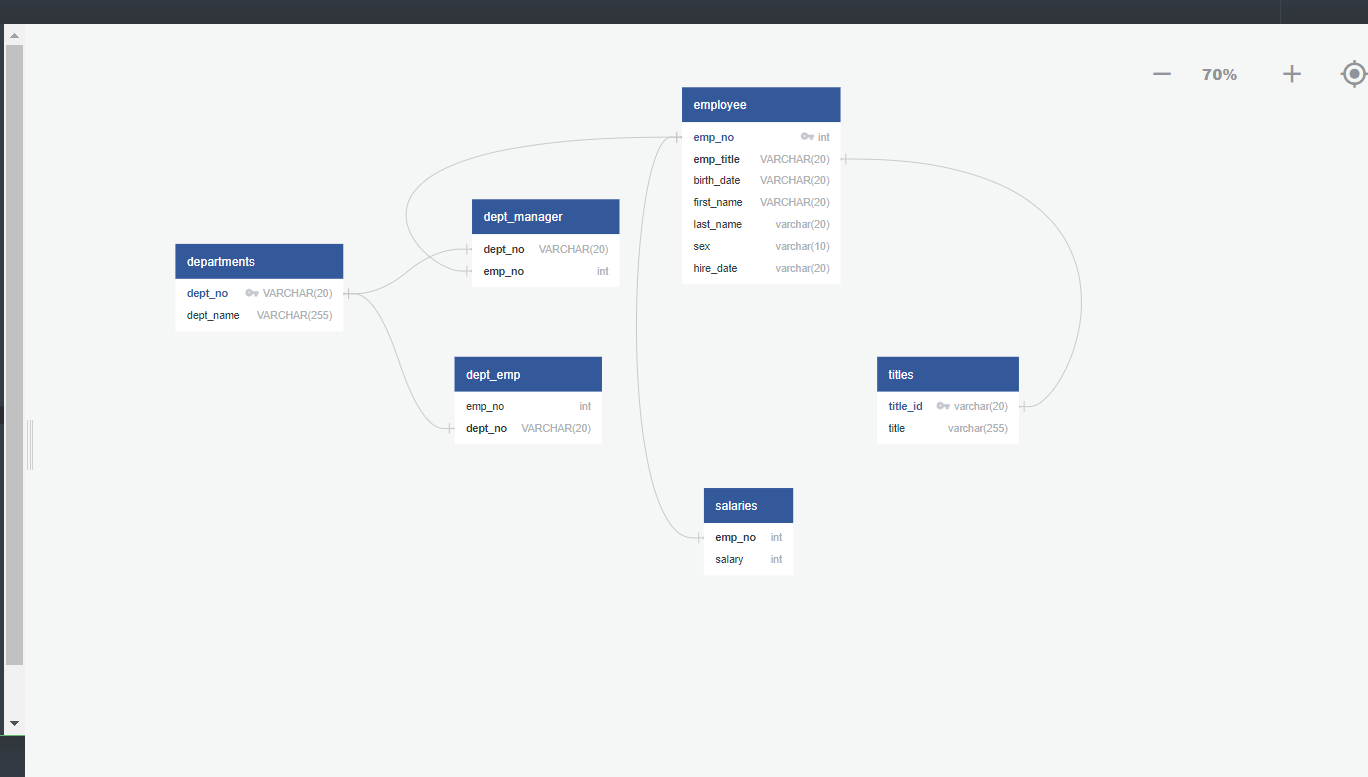 70%
employee
emp_no int
emp_title VARCHAR(20)
birth_date VARCHAR(20)
first_name VARCHAR(20)
last_name varchar(20)
sex varchar(10)
hire_date varchar(20)
dept_manager
dept_no VARCHAR(20)
emp_no int
departments
dept_no VARCHAR(20)
dept_name VARCHAR(255)
dept_emp
emp_no int
dept_no VARCHAR(20)
titles
title_id varchar(20)
title varchar(255)
salaries
emp_no int
salary int